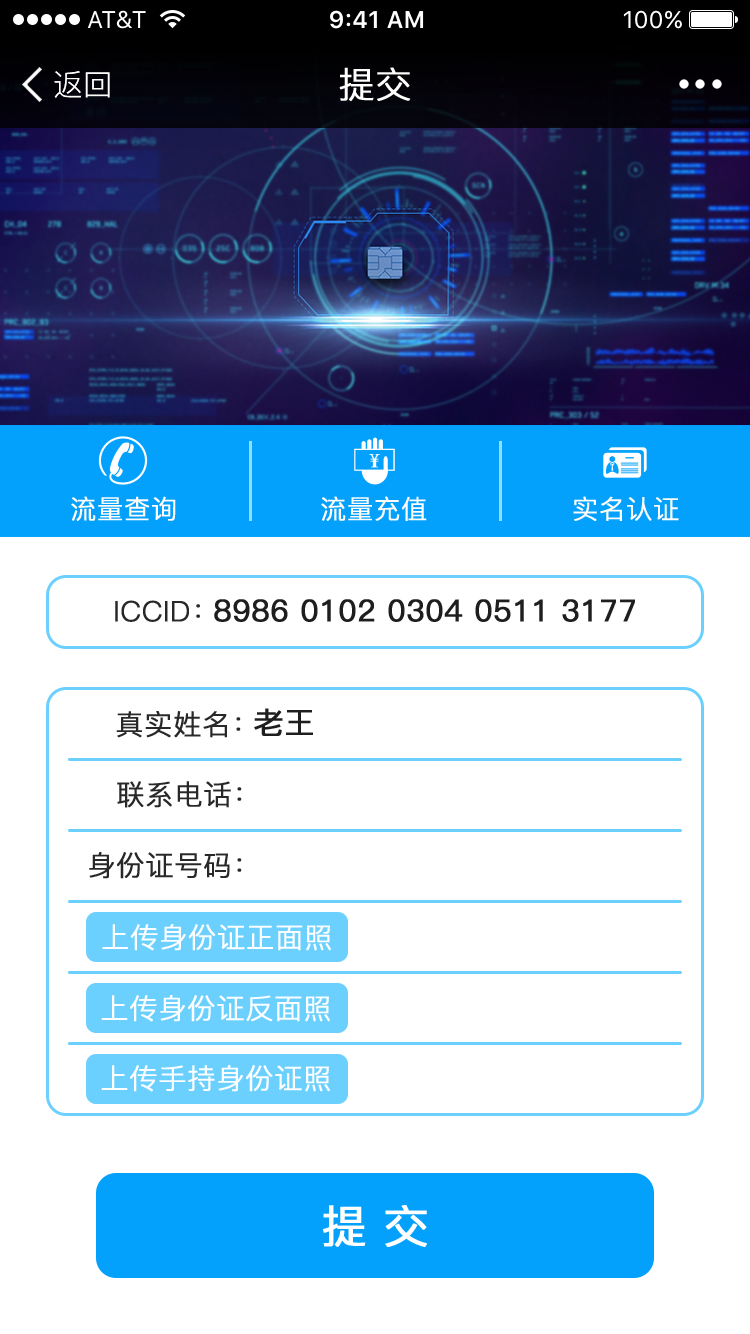 AT&T 9:41 AM 100%
返回 提交
流量查询 流量充值 实名认证
ICCID: 8986 0102 0304 0511 3177
真实姓名: 老王
联系电话:
身份证号码:
上传身份证正面照
上传身份证反面照
上传手持身份证照
提 交